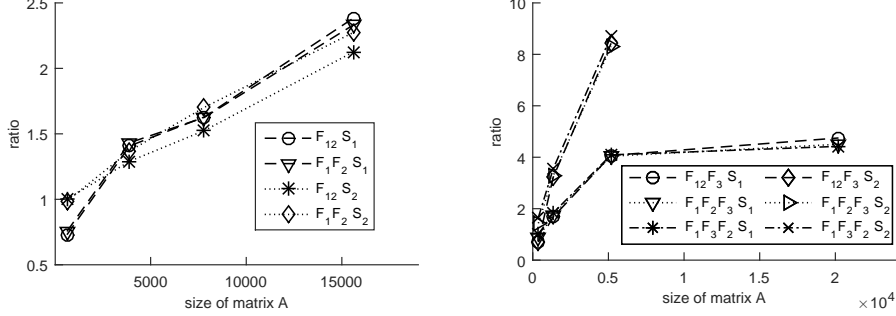 2.5
2
1.5
1
0.5
ratio
5000
10000
15000
size of matrix A
F12 S1
F1F2 S1
F12 S2
F1F2 S2
10
8
6
4
2
0
ratio
0
0.5
1
1.5
2
×10^4
size of matrix A
F12F3 S1
F1F2F3 S1
F1F3F2 S1
F12F3 S2
F1F2F3 S2
F1F3F2 S2